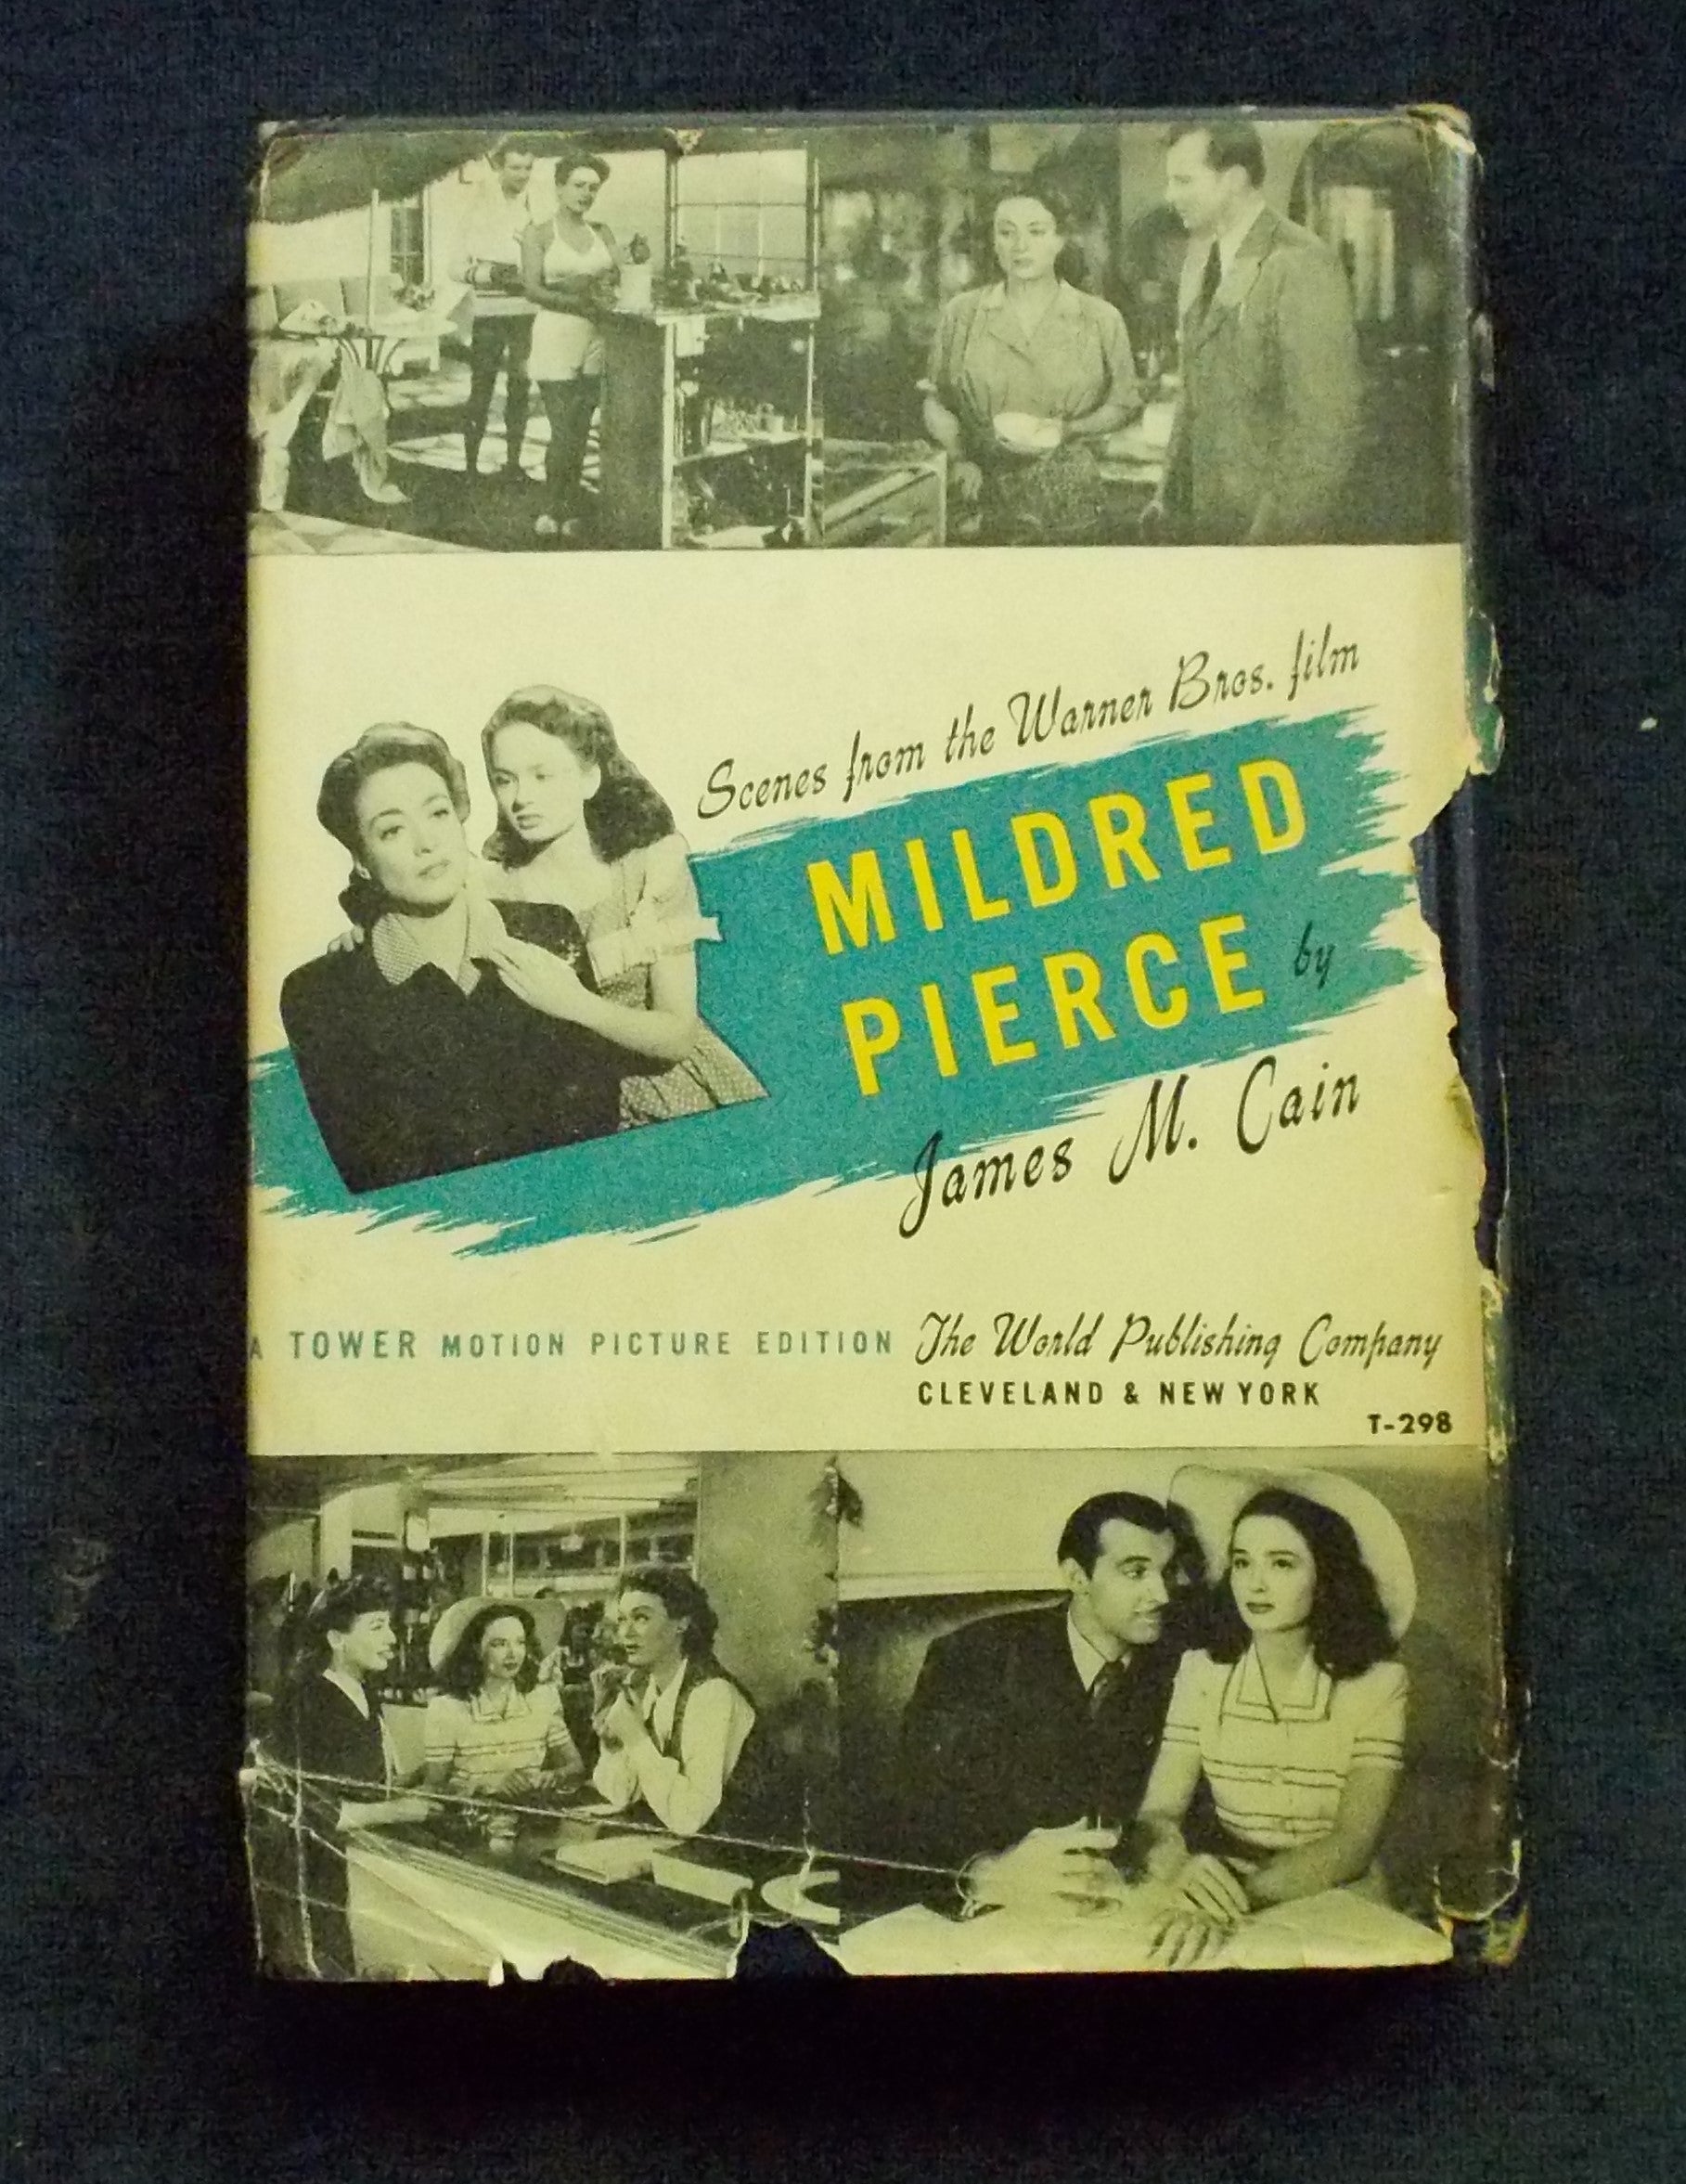 Scenes from the Warner Bros. film
MILDRED
PIERCE by
James M. Cain
A TOWER MOTION PICTURE EDITION The World Publishing Company
CLEVELAND & NEW YORK
T-298